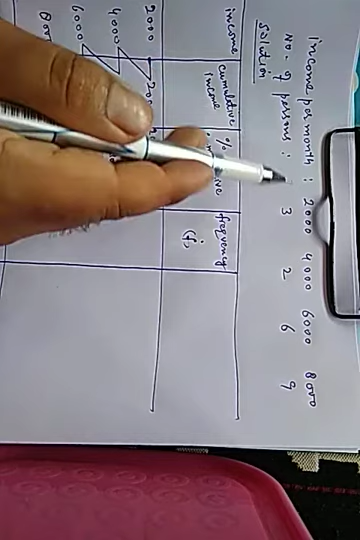 Income per month : 2000 4000 6000 8000
No. of persons : 3 2 6 9
Solution
income cumulative income % frequency (f)
2000
4000
6000
8000